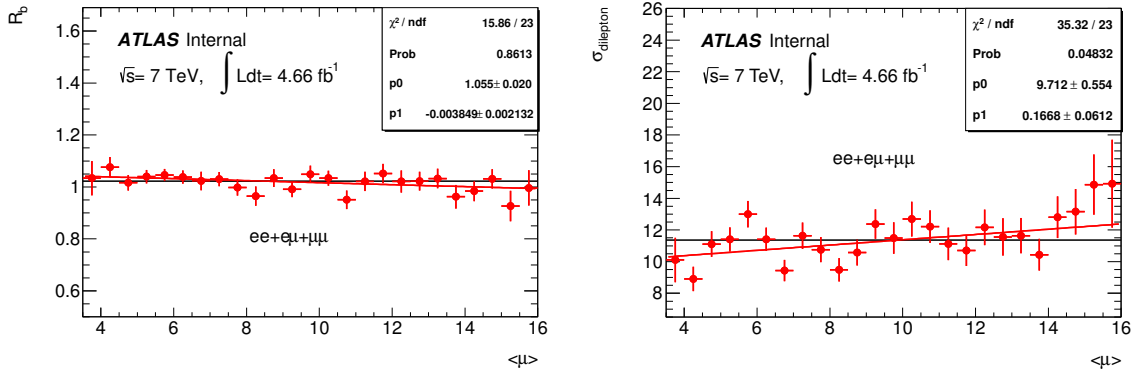 R_b
1.6
1.4
1.2
1
0.8
0.6
ATLAS Internal
√s= 7 TeV, ∫ Ldt= 4.66 fb⁻¹
χ² / ndf 15.86 / 23
Prob 0.8613
p0 1.055± 0.020
p1 -0.003849± 0.002132
ee+eμ+μμ
4 6 8 10 12 14 16
<μ>
σ_dilepton
26
24
22
20
18
16
14
12
10
8
6
ATLAS Internal
√s= 7 TeV, ∫ Ldt= 4.66 fb⁻¹
χ² / ndf 35.32 / 23
Prob 0.04832
p0 9.712 ± 0.554
p1 0.1668 ± 0.0612
ee+eμ+μμ
4 6 8 10 12 14 16
<μ>